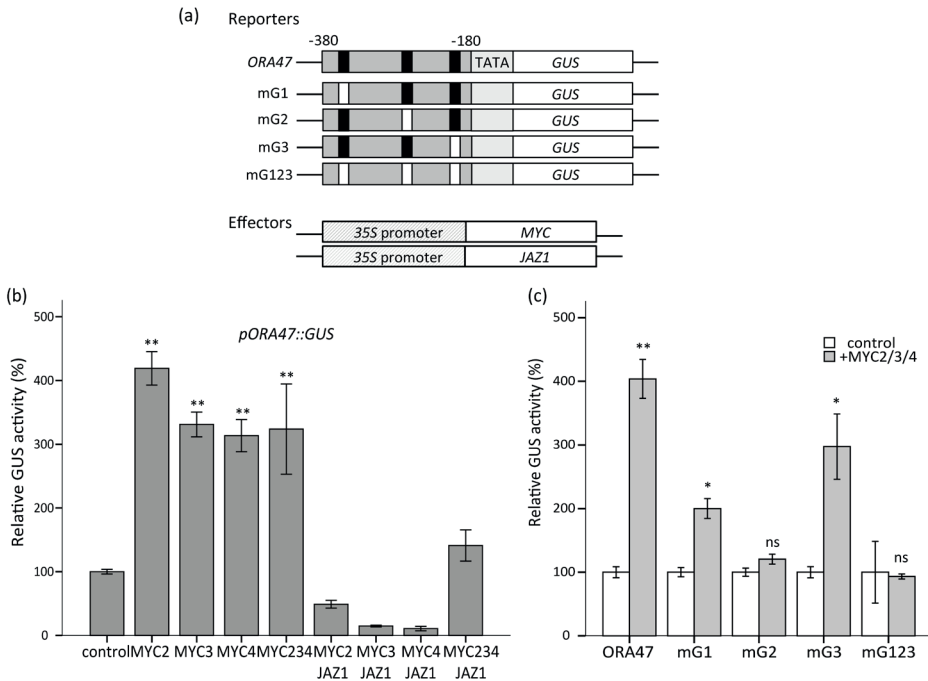 (a)
Reporters
-380 -180
ORA47 TATA GUS
mG1 GUS
mG2 GUS
mG3 GUS
mG123 GUS
Effectors
35S promoter MYC
35S promoter JAZ1
(b)
pORA47::GUS
Relative GUS activity (%)
500
400
300
200
100
0
** ** ** **
control MYC2 MYC3 MYC4 MYC234 MYC2 MYC3 MYC4 MYC234
JAZ1 JAZ1 JAZ1 JAZ1
(c)
control
+MYC2/3/4
Relative GUS activity (%)
500
400
300
200
100
0
** * ns * ns
ORA47 mG1 mG2 mG3 mG123